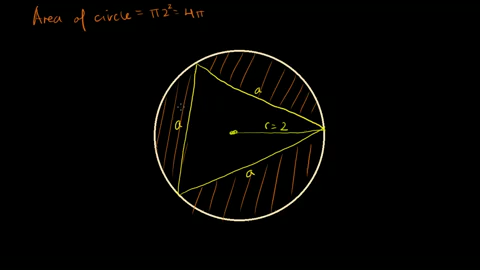 Area of circle = π2² = 4π
a
a
r=2
a